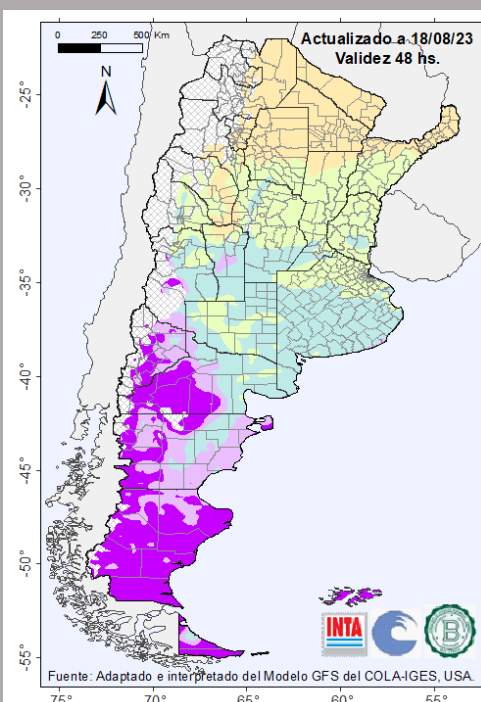 0 250 500 Km
Actualizado a 18/08/23
Validez 48 hs.
N
-25°
-30°
-35°
-40°
-45°
-50°
-55°
INTA
B
Fuente: Adaptado e interpretado del Modelo GFS del COLA-IGES, USA.
75° 70° 65° 60° 55°